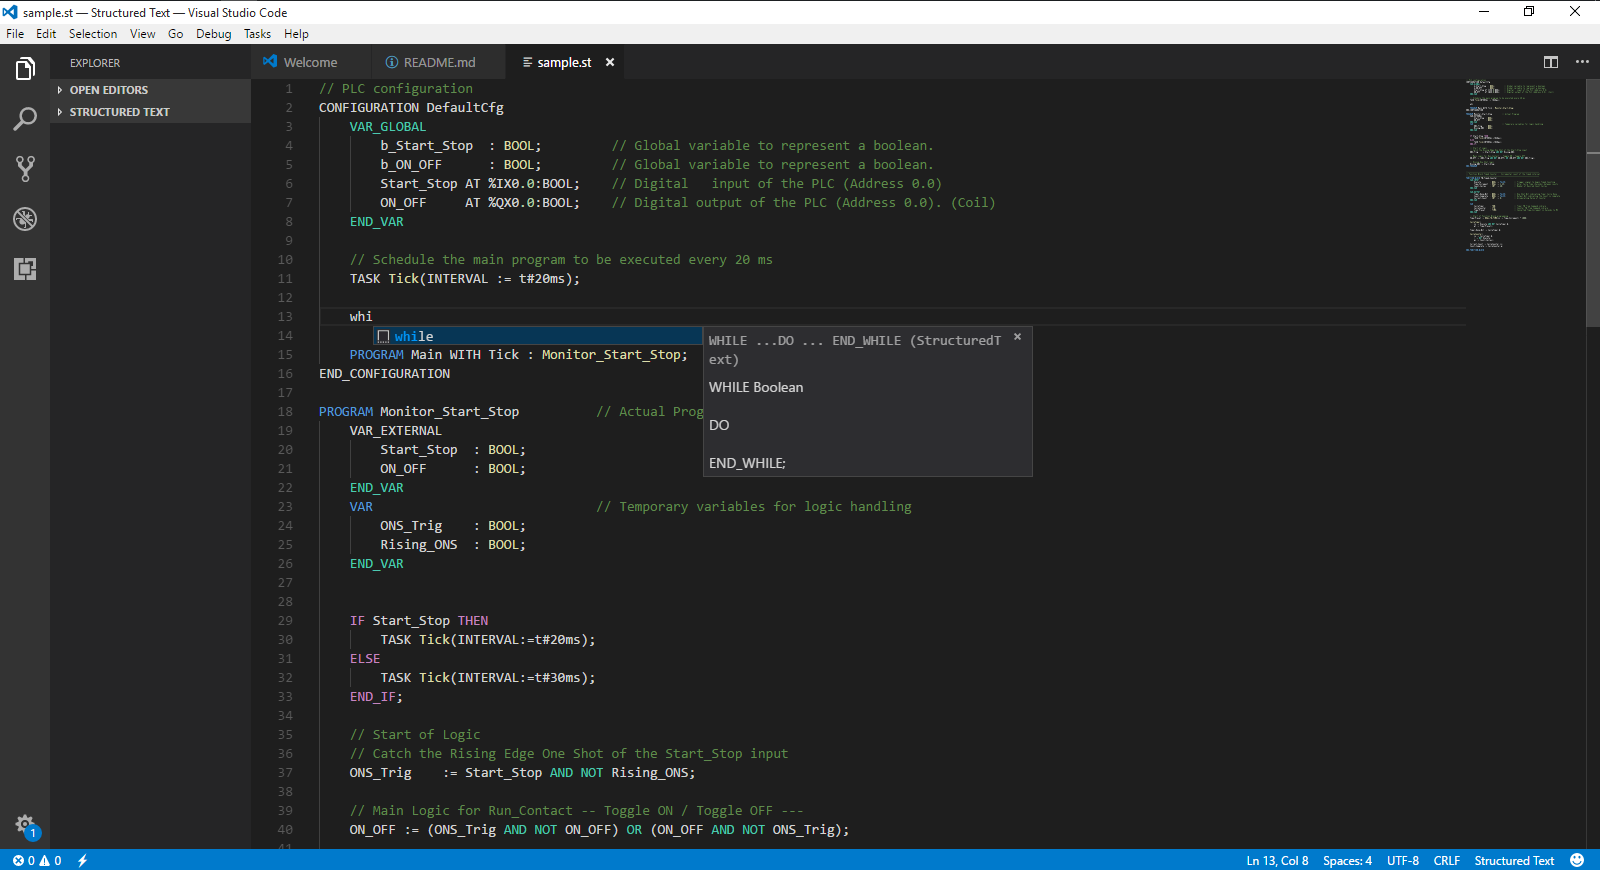 sample.st — Structured Text — Visual Studio Code
File Edit Selection View Go Debug Tasks Help
EXPLORER
OPEN EDITORS
STRUCTURED TEXT
1
Welcome README.md sample.st
1 // PLC configuration
2 CONFIGURATION DefaultCfg
3 VAR_GLOBAL
4 b_Start_Stop : BOOL; // Global variable to represent a boolean.
5 b_ON_OFF : BOOL; // Global variable to represent a boolean.
6 Start_Stop AT %IX0.0:BOOL; // Digital input of the PLC (Address 0.0)
7 ON_OFF AT %QX0.0:BOOL; // Digital output of the PLC (Address 0.0). (Coil)
8 END_VAR
9
10 // Schedule the main program to be executed every 20 ms
11 TASK Tick(INTERVAL := t#20ms);
12
13 whi
14 while
WHILE ...DO ... END_WHILE (StructuredT
ext)
WHILE Boolean
DO
END_WHILE;
15 PROGRAM Main WITH Tick : Monitor_Start_Stop;
16 END_CONFIGURATION
17
18 PROGRAM Monitor_Start_Stop // Actual Prog
19 VAR_EXTERNAL
20 Start_Stop : BOOL;
21 ON_OFF : BOOL;
22 END_VAR
23 VAR // Temporary variables for logic handling
24 ONS_Trig : BOOL;
25 Rising_ONS : BOOL;
26 END_VAR
27
28
29 IF Start_Stop THEN
30 TASK Tick(INTERVAL:=t#20ms);
31 ELSE
32 TASK Tick(INTERVAL:=t#30ms);
33 END_IF;
34
35 // Start of Logic
36 // Catch the Rising Edge One Shot of the Start_Stop input
37 ONS_Trig := Start_Stop AND NOT Rising_ONS;
38
39 // Main Logic for Run_Contact -- Toggle ON / Toggle OFF ---
40 ON_OFF := (ONS_Trig AND NOT ON_OFF) OR (ON_OFF AND NOT ONS_Trig);
41
0 0 Ln 13, Col 8 Spaces: 4 UTF-8 CRLF Structured Text